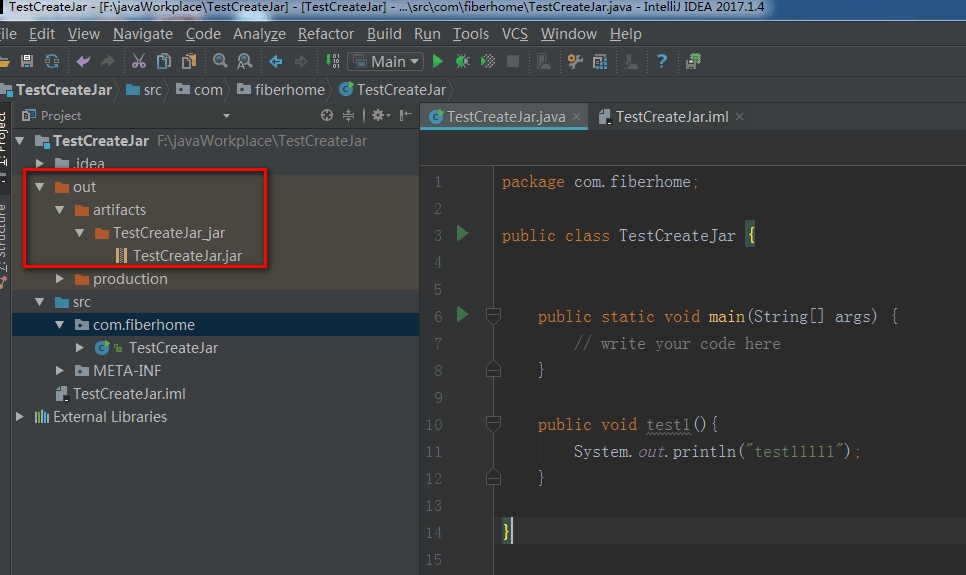 TestCreateJar - [F:\javaWorkplace\TestCreateJar] - [TestCreateJar] - ...\src\com\fiberhome\TestCreateJar.java - IntelliJ IDEA 2017.1.4
ile Edit View Navigate Code Analyze Refactor Build Run Tools VCS Window Help
Main
TestCreateJar src com fiberhome TestCreateJar
Project
1: Project
TestCreateJar F:\javaWorkplace\TestCreateJar
.idea
out
artifacts
TestCreateJar_jar
TestCreateJar.jar
production
src
com.fiberhome
TestCreateJar
META-INF
TestCreateJar.iml
External Libraries
Z: Structure
TestCreateJar.java × TestCreateJar.iml ×
1 package com.fiberhome;
2
3 public class TestCreateJar {
4
5
6 public static void main(String[] args) {
7 // write your code here
8 }
9
10 public void test1(){
11 System.out.println("test11111");
12 }
13
14 }
15